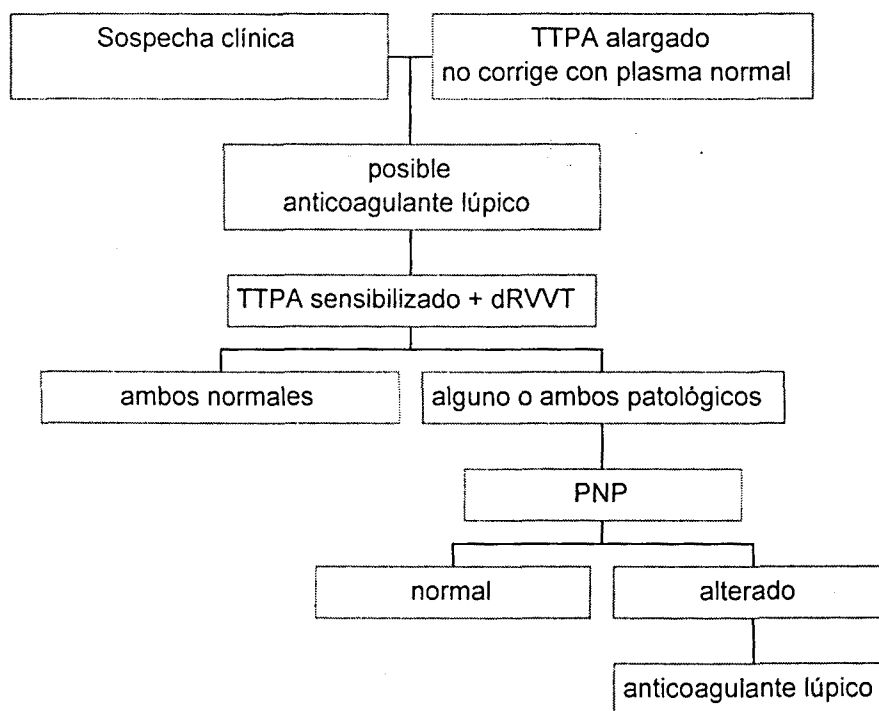 Sospecha clínica
TTPA alargado
no corrige con plasma normal
posible
anticoagulante lúpico
TTPA sensibilizado + dRVVT
ambos normales
alguno o ambos patológicos
PNP
normal
alterado
anticoagulante lúpico